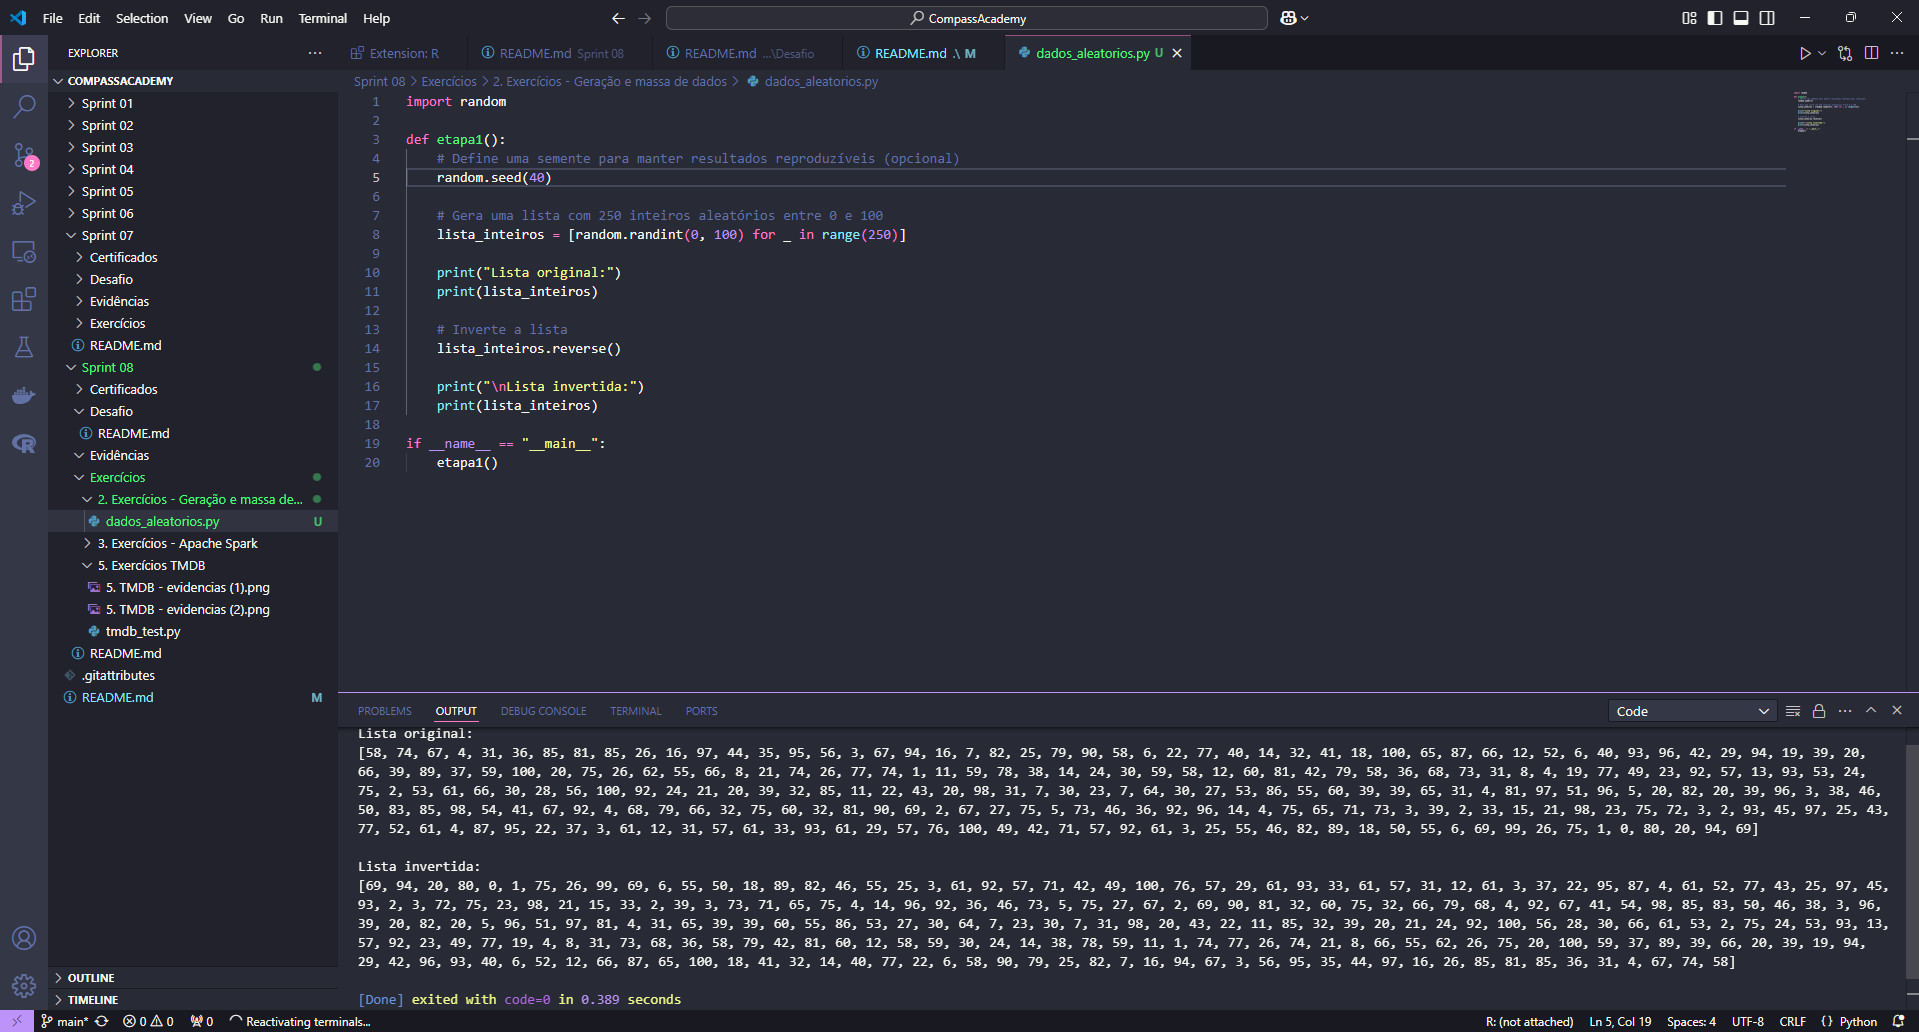 File Edit Selection View Go Run Terminal Help
CompassAcademy
EXPLORER
COMPASSACADEMY
Sprint 01
Sprint 02
Sprint 03
Sprint 04
Sprint 05
Sprint 06
Sprint 07
Certificados
Desafio
Evidências
Exercícios
README.md
Sprint 08
Certificados
Desafio
README.md
Evidências
Exercícios
2. Exercícios - Geração e massa de...
dados_aleatorios.py U
3. Exercícios - Apache Spark
5. Exercícios TMDB
5. TMDB - evidencias (1).png
5. TMDB - evidencias (2).png
tmdb_test.py
README.md
.gitattributes
README.md M
OUTLINE
TIMELINE
2
Extension: R README.md Sprint 08 README.md ...\Desafio README.md .\ M dados_aleatorios.py U
Sprint 08 > Exercícios > 2. Exercícios - Geração e massa de dados > dados_aleatorios.py
1 import random
2
3 def etapa1():
4 # Define uma semente para manter resultados reproduzíveis (opcional)
5 random.seed(40)
6
7 # Gera uma lista com 250 inteiros aleatórios entre 0 e 100
8 lista_inteiros = [random.randint(0, 100) for _ in range(250)]
9
10 print("Lista original:")
11 print(lista_inteiros)
12
13 # Inverte a lista
14 lista_inteiros.reverse()
15
16 print("\nLista invertida:")
17 print(lista_inteiros)
18
19 if __name__ == "__main__":
20 etapa1()
PROBLEMS OUTPUT DEBUG CONSOLE TERMINAL PORTS
Code
Lista original:
[58, 74, 67, 4, 31, 36, 85, 81, 85, 26, 16, 97, 44, 35, 95, 56, 3, 67, 94, 16, 7, 82, 25, 79, 90, 58, 6, 22, 77, 40, 14, 32, 41, 18, 100, 65, 87, 66, 12, 52, 6, 40, 93, 96, 42, 29, 94, 19, 39, 20,
66, 39, 89, 37, 59, 100, 20, 75, 26, 62, 55, 66, 8, 21, 74, 26, 77, 74, 1, 11, 59, 78, 38, 14, 24, 30, 59, 58, 12, 60, 81, 42, 79, 58, 36, 68, 73, 31, 8, 4, 19, 77, 49, 23, 92, 57, 13, 93, 53, 24,
75, 2, 53, 61, 66, 30, 28, 56, 100, 92, 24, 21, 20, 39, 32, 85, 11, 22, 43, 20, 98, 31, 7, 30, 23, 7, 64, 30, 27, 53, 86, 55, 60, 39, 39, 65, 31, 4, 81, 97, 51, 96, 5, 20, 82, 20, 39, 96, 3, 38, 46,
50, 83, 85, 98, 54, 41, 67, 92, 4, 68, 79, 66, 32, 75, 60, 32, 81, 90, 69, 2, 67, 27, 75, 5, 73, 46, 36, 92, 96, 14, 4, 75, 65, 71, 73, 3, 39, 2, 33, 15, 21, 98, 23, 75, 72, 3, 2, 93, 45, 97, 25, 43,
77, 52, 61, 4, 87, 95, 22, 37, 3, 61, 12, 31, 57, 61, 33, 93, 61, 29, 57, 76, 100, 49, 42, 71, 57, 92, 61, 3, 25, 55, 46, 82, 89, 18, 50, 55, 6, 69, 99, 26, 75, 1, 0, 80, 20, 94, 69]
Lista invertida:
[69, 94, 20, 80, 0, 1, 75, 26, 99, 69, 6, 55, 50, 18, 89, 82, 46, 55, 25, 3, 61, 92, 57, 71, 42, 49, 100, 76, 57, 29, 61, 93, 33, 61, 57, 31, 12, 61, 3, 37, 22, 95, 87, 4, 61, 52, 77, 43, 25, 97, 45,
93, 2, 3, 72, 75, 23, 98, 21, 15, 33, 2, 39, 3, 73, 71, 65, 75, 4, 14, 96, 92, 36, 46, 73, 5, 75, 27, 67, 2, 69, 90, 81, 32, 60, 75, 32, 66, 79, 68, 4, 92, 67, 41, 54, 98, 85, 83, 50, 46, 38, 3, 96,
39, 20, 82, 20, 5, 96, 51, 97, 81, 4, 31, 65, 39, 39, 60, 55, 86, 53, 27, 30, 64, 7, 23, 30, 7, 31, 98, 20, 43, 22, 11, 85, 32, 39, 20, 21, 24, 92, 100, 56, 28, 30, 66, 61, 53, 2, 75, 24, 53, 93, 13,
57, 92, 23, 49, 77, 19, 4, 8, 31, 73, 68, 36, 58, 79, 42, 81, 60, 12, 58, 59, 30, 24, 14, 38, 78, 59, 11, 1, 74, 77, 26, 74, 21, 8, 66, 55, 62, 26, 75, 20, 100, 59, 37, 89, 39, 66, 20, 39, 19, 94,
29, 42, 96, 93, 40, 6, 52, 12, 66, 87, 65, 100, 18, 41, 32, 14, 40, 77, 22, 6, 58, 90, 79, 25, 82, 7, 16, 94, 67, 3, 56, 95, 35, 44, 97, 16, 26, 85, 81, 85, 36, 31, 4, 67, 74, 58]
[Done] exited with code=0 in 0.389 seconds
main* 0 0 0 Reactivating terminals... R: (not attached) Ln 5, Col 19 Spaces: 4 UTF-8 CRLF {} Python